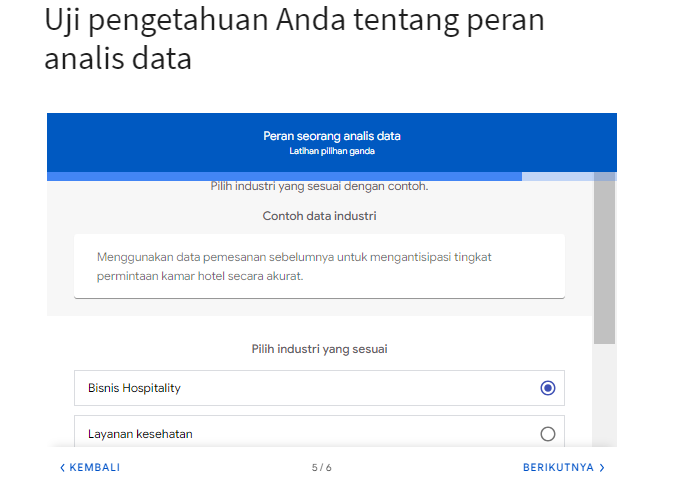 Uji pengetahuan Anda tentang peran
analis data
Peran seorang analis data
Latihan pilihan ganda
Pilih industri yang sesuai dengan contoh.
Contoh data industri
Menggunakan data pemesanan sebelumnya untuk mengantisipasi tingkat
permintaan kamar hotel secara akurat.
Pilih industri yang sesuai
Bisnis Hospitality
Layanan kesehatan
KEMBALI
5 / 6
BERIKUTNYA